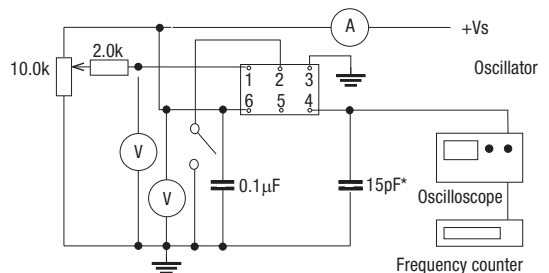 A
+Vs
10.0k
2.0k
Oscillator
1 2 3
6 5 4
V
V
0.1μF
15pF*
Oscilloscope
Frequency counter